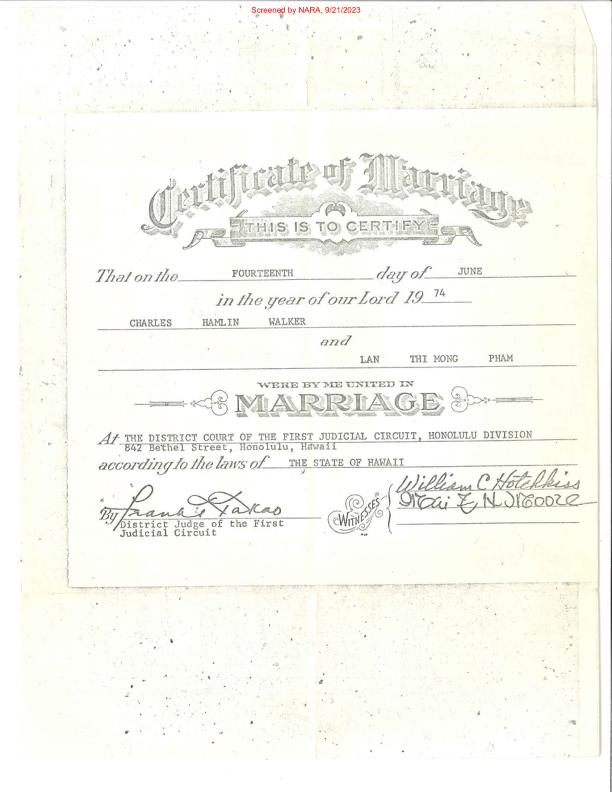 Screened by NARA, 9/21/2023
Certificate of Marriage
THIS IS TO CERTIFY
That on the FOURTEENTH day of JUNE
in the year of our Lord 19 74
CHARLES HAMLIN WALKER
and
LAN THI MONG PHAM
WERE BY ME UNITED IN
MARRIAGE
At THE DISTRICT COURT OF THE FIRST JUDICIAL CIRCUIT, HONOLULU DIVISION
842 Bethel Street, Honolulu, Hawaii
according to the laws of THE STATE OF HAWAII
William C Hotchkiss
N. Moore
By Frank Takao
WITNESSES
District Judge of the First
Judicial Circuit